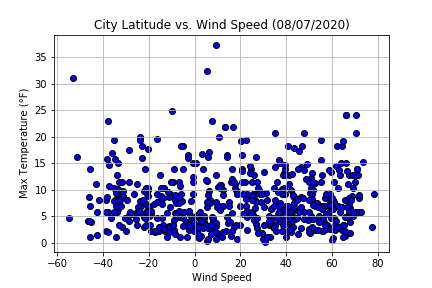 City Latitude vs. Wind Speed (08/07/2020)
Max Temperature (°F)
35
30
25
20
15
10
5
0
−60 −40 −20 0 20 40 60 80
Wind Speed